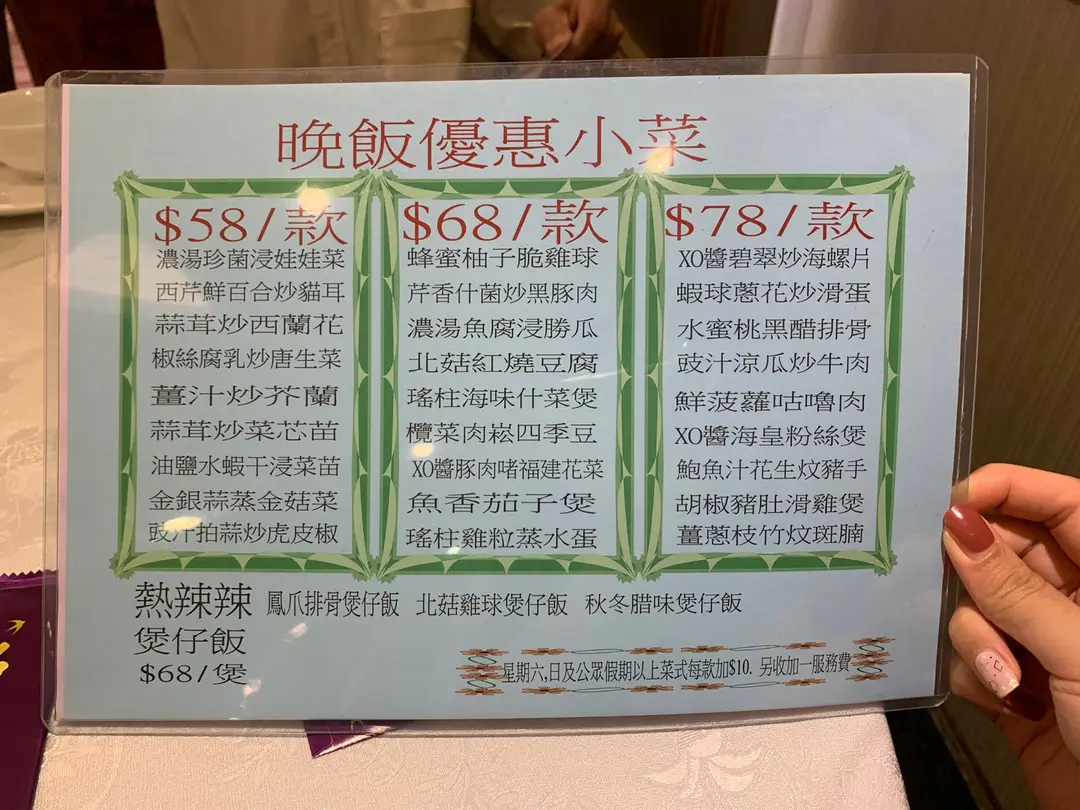 晚飯優惠小菜
$58/款
濃湯珍菌浸娃娃菜
西芹鮮百合炒貓耳
蒜茸炒西蘭花
椒絲腐乳炒唐生菜
薑汁炒芥蘭
蒜茸炒菜芯苗
油鹽水蝦干浸菜苗
金銀蒜蒸金菇菜
豉汁拍蒜炒虎皮椒
$68/款
蜂蜜柚子脆雞球
芹香什菌炒黑豚肉
濃湯魚腐浸勝瓜
北菇紅燒豆腐
瑤柱海味什菜煲
欖菜肉崧四季豆
XO醬豚肉啫福建花菜
魚香茄子煲
瑤柱雞粒蒸水蛋
$78/款
XO醬碧翠炒海螺片
蝦球蔥花炒滑蛋
水蜜桃黑醋排骨
豉汁涼瓜炒牛肉
鮮菠蘿咕嚕肉
XO醬海皇粉絲煲
鮑魚汁花生炆豬手
胡椒豬肚滑雞煲
薑蔥枝竹炆斑腩
熱辣辣
煲仔飯
$68/煲
鳳爪排骨煲仔飯 北菇雞球煲仔飯 秋冬腊味煲仔飯
星期六,日及公眾假期以上菜式每款加$10. 另收加一服務費